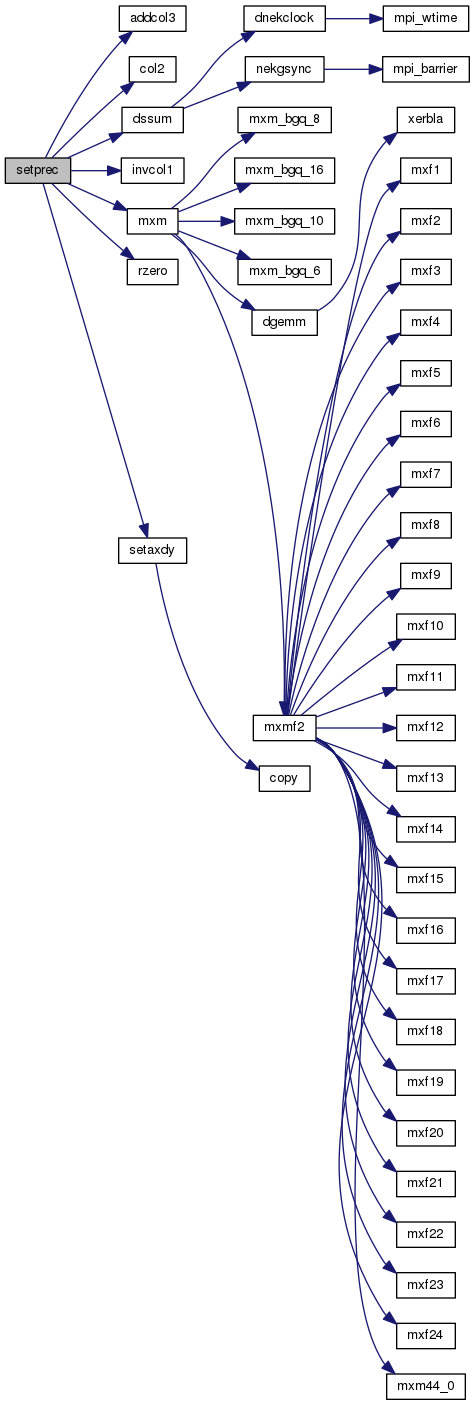 addcol3
dnekclock
mpi_wtime
col2
nekgsync
mpi_barrier
dssum
mxm_bgq_8
xerbla
setprec
invcol1
mxm_bgq_16
mxf1
mxm
mxm_bgq_10
mxf2
rzero
mxm_bgq_6
mxf3
dgemm
mxf4
mxf5
mxf6
mxf7
mxf8
setaxdy
mxf9
mxf10
mxf11
mxmf2
mxf12
copy
mxf13
mxf14
mxf15
mxf16
mxf17
mxf18
mxf19
mxf20
mxf21
mxf22
mxf23
mxf24
mxm44_0